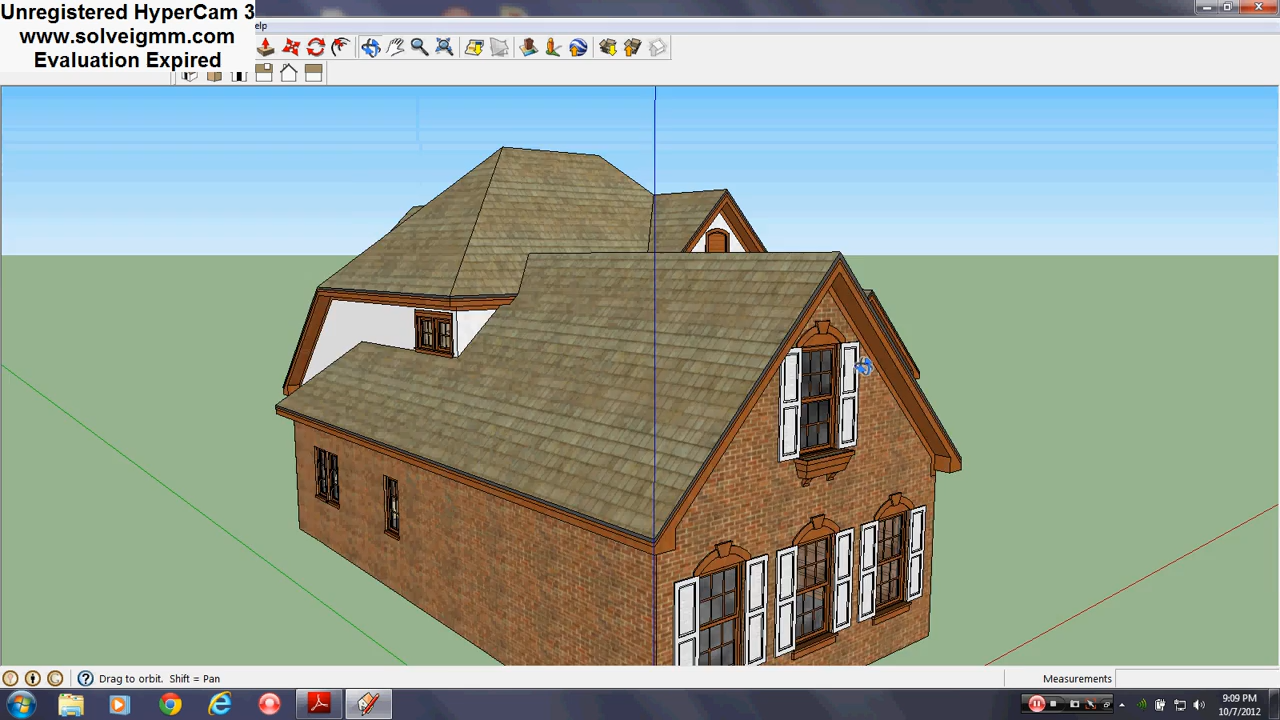 Unregistered HyperCam 3
www.solveigmm.com
Evaluation Expired
elp
Drag to orbit. Shift = Pan
Measurements
9:09 PM
10/7/2012